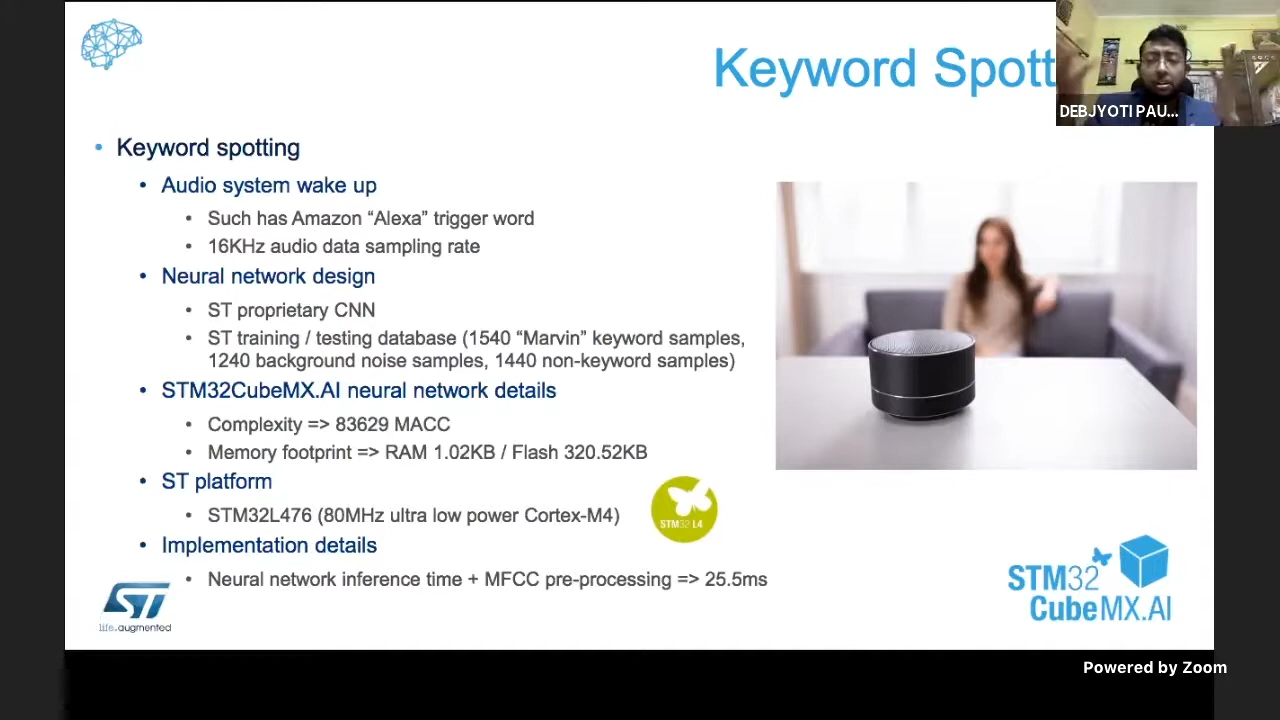 Keyword Spott
DEBJYOTI PAU...
• Keyword spotting
• Audio system wake up
• Such has Amazon “Alexa” trigger word
• 16KHz audio data sampling rate
• Neural network design
• ST proprietary CNN
• ST training / testing database (1540 “Marvin” keyword samples,
1240 background noise samples, 1440 non-keyword samples)
• STM32CubeMX.AI neural network details
• Complexity => 83629 MACC
• Memory footprint => RAM 1.02KB / Flash 320.52KB
• ST platform
• STM32L476 (80MHz ultra low power Cortex-M4)
STM32 L4
• Implementation details
• Neural network inference time + MFCC pre-processing => 25.5ms
ST
life.augmented
STM32
CubeMX.AI
Powered by Zoom